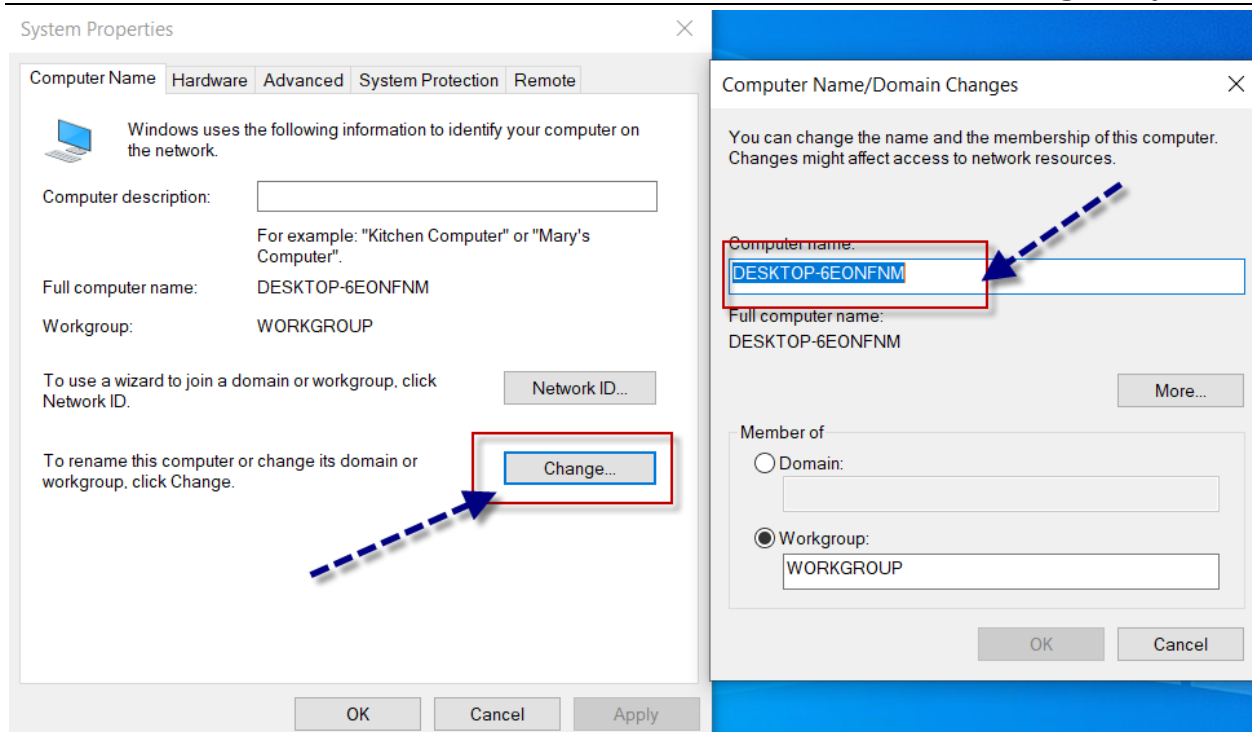 System Properties
Computer Name Hardware Advanced System Protection Remote
Windows uses the following information to identify your computer on
the network.
Computer description:
For example: "Kitchen Computer" or "Mary's
Computer".
Full computer name: DESKTOP-6EONFNM
Workgroup: WORKGROUP
To use a wizard to join a domain or workgroup, click
Network ID.
Network ID...
To rename this computer or change its domain or
workgroup, click Change.
Change...
OK Cancel Apply
Computer Name/Domain Changes
You can change the name and the membership of this computer.
Changes might affect access to network resources.
Computer name:
DESKTOP-6EONFNM
Full computer name:
DESKTOP-6EONFNM
More...
Member of
Domain:
Workgroup:
WORKGROUP
OK Cancel